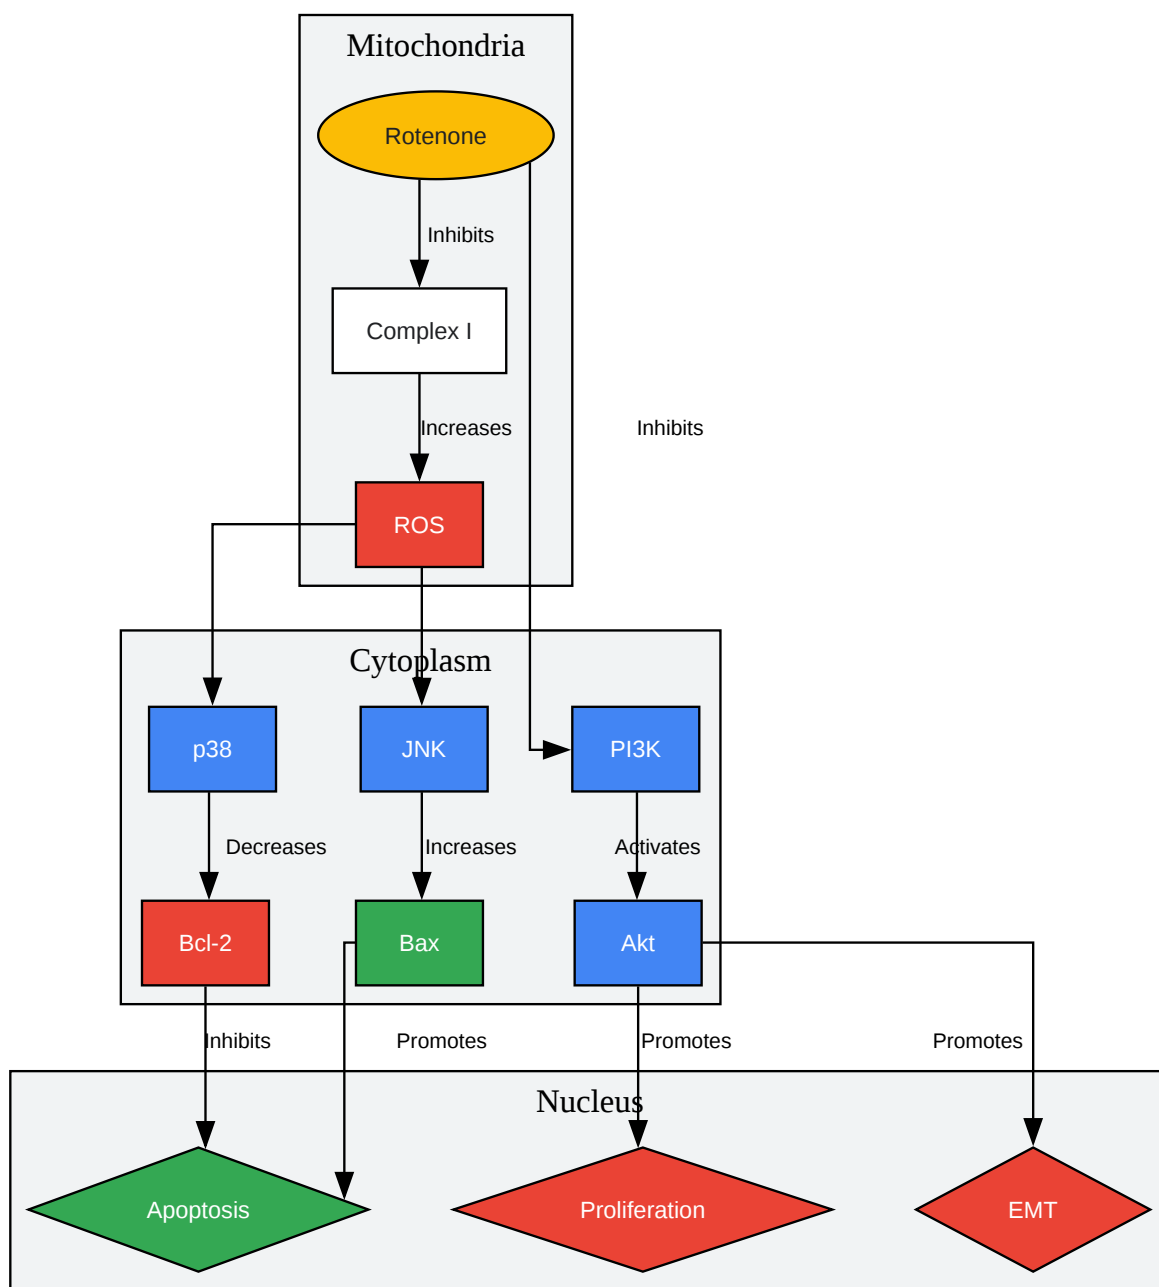 Mitochondria
Rotenone
Inhibits
Complex I
Increases
Inhibits
ROS
Cytoplasm
p38
JNK
PI3K
Decreases
Increases
Activates
Bcl-2
Bax
Akt
Inhibits
Promotes
Promotes
Promotes
Nucleus
Apoptosis
Proliferation
EMT